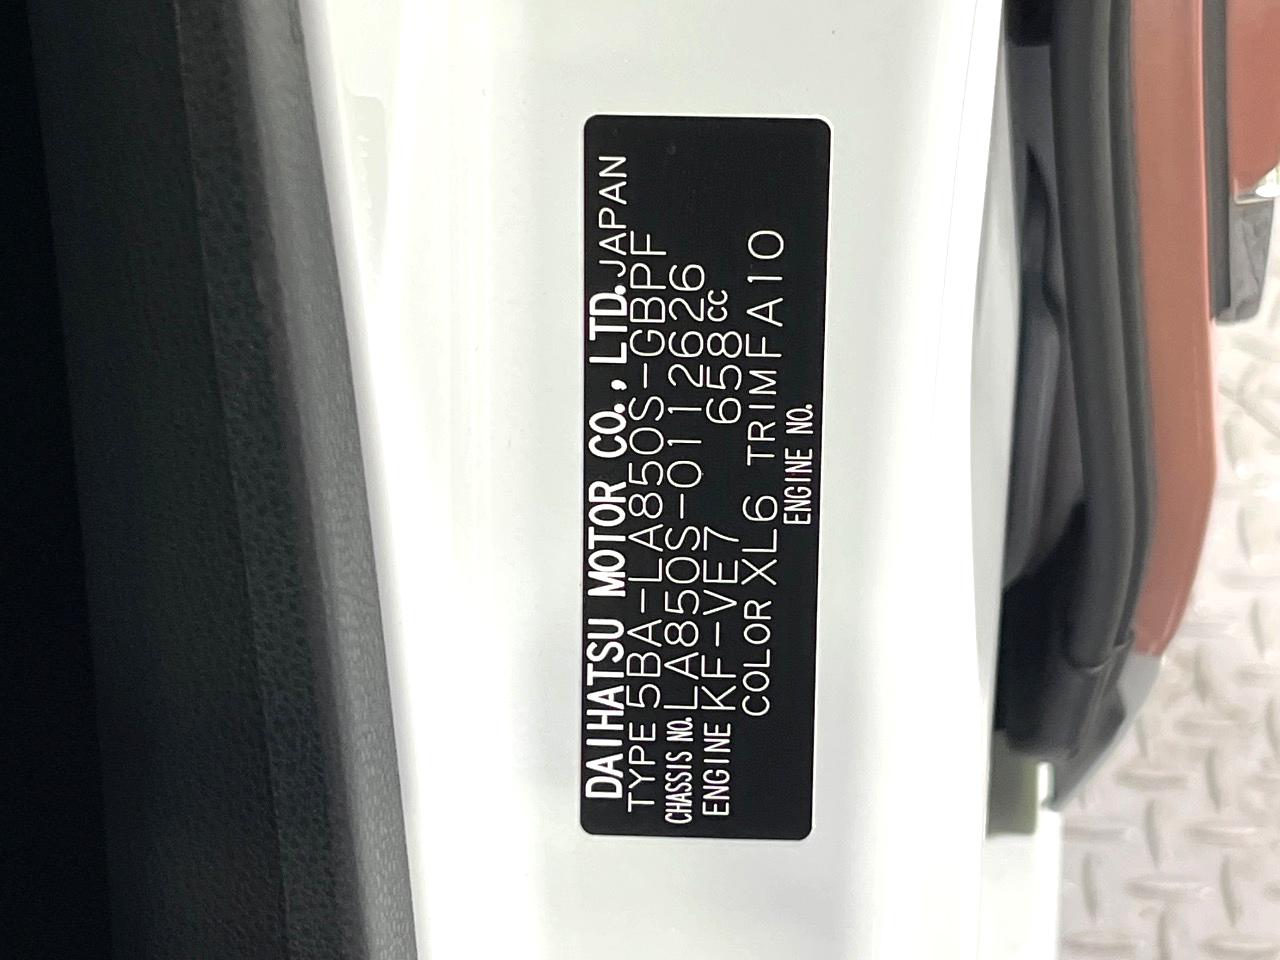 DAIHATSU MOTOR CO., LTD. JAPAN
TYPE 5BA-LA850S-GBPF
CHASSIS NO. LA850S-0112626
ENGINE KF-VE7 658cc
COLOR XL6 TRIM FA10
ENGINE NO.